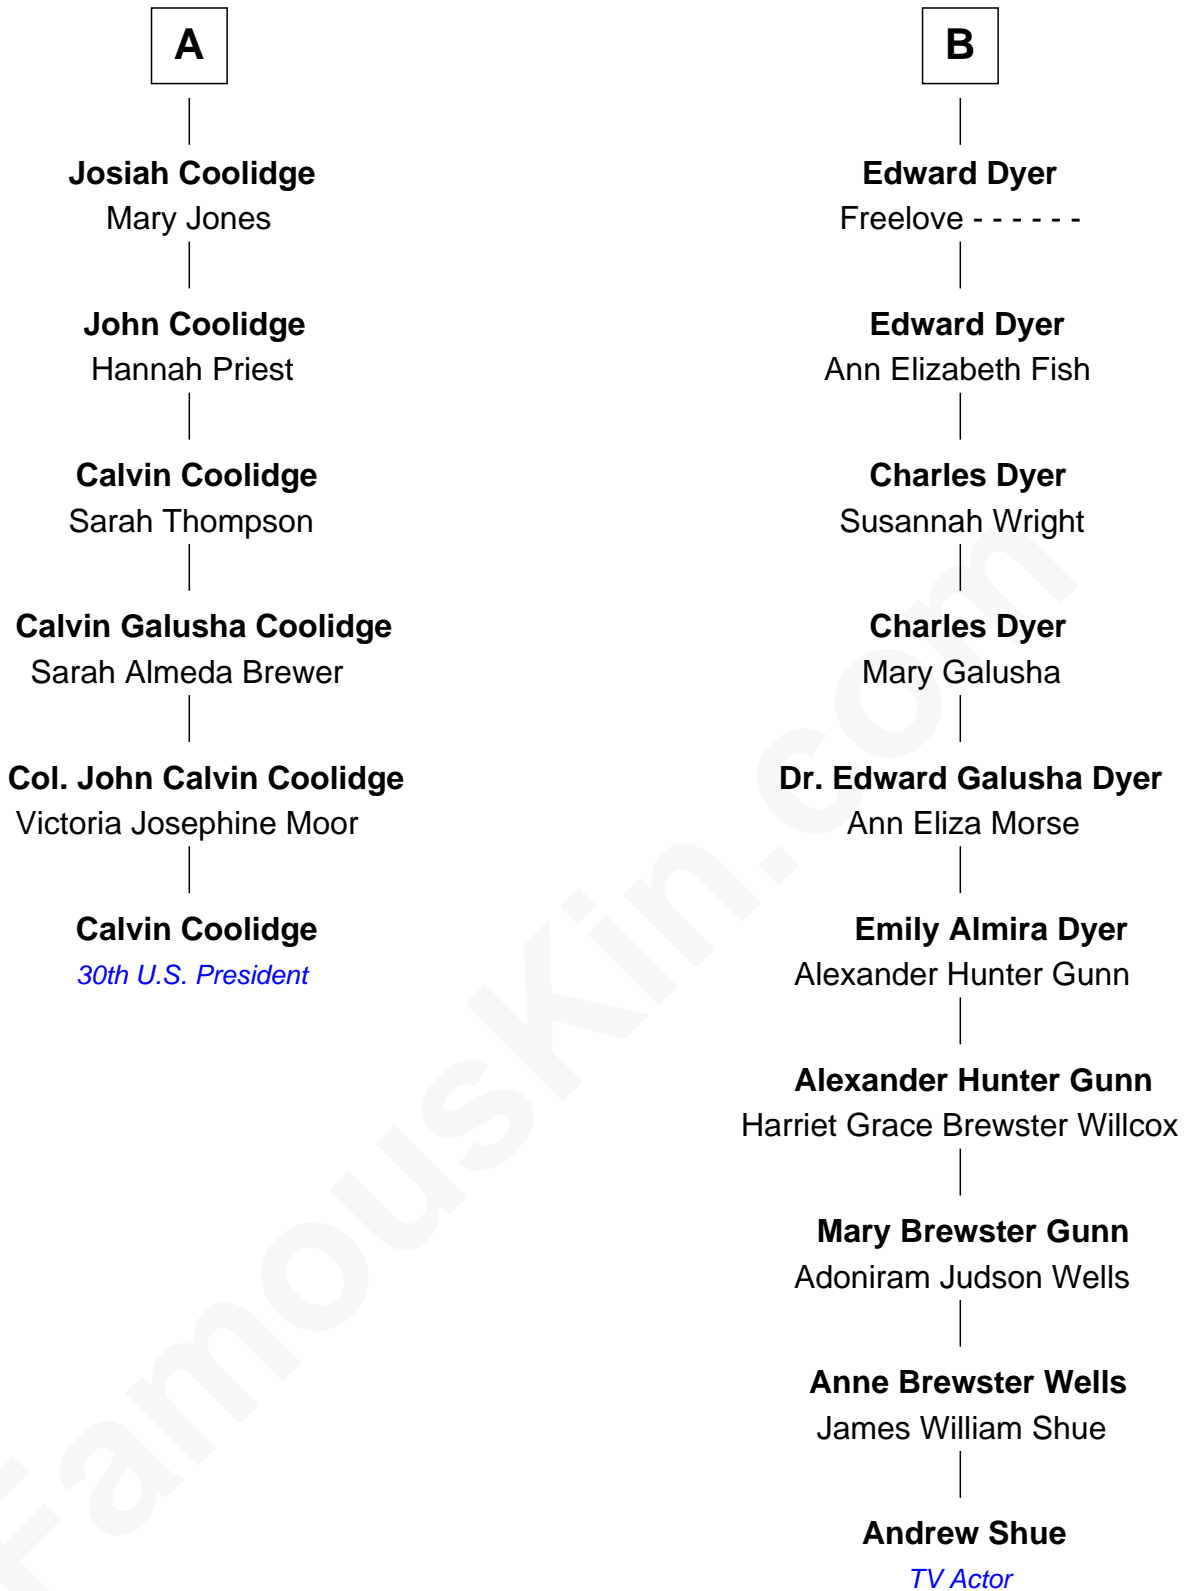 A
Josiah Coolidge
Mary Jones
John Coolidge
Hannah Priest
Calvin Coolidge
Sarah Thompson
Calvin Galusha Coolidge
Sarah Almeda Brewer
Col. John Calvin Coolidge
Victoria Josephine Moor
Calvin Coolidge
30th U.S. President
B
Edward Dyer
Freelove - - - - - -
Edward Dyer
Ann Elizabeth Fish
Charles Dyer
Susannah Wright
Charles Dyer
Mary Galusha
Dr. Edward Galusha Dyer
Ann Eliza Morse
Emily Almira Dyer
Alexander Hunter Gunn
Alexander Hunter Gunn
Harriet Grace Brewster Willcox
Mary Brewster Gunn
Adoniram Judson Wells
Anne Brewster Wells
James William Shue
Andrew Shue
TV Actor
FamousKin.com